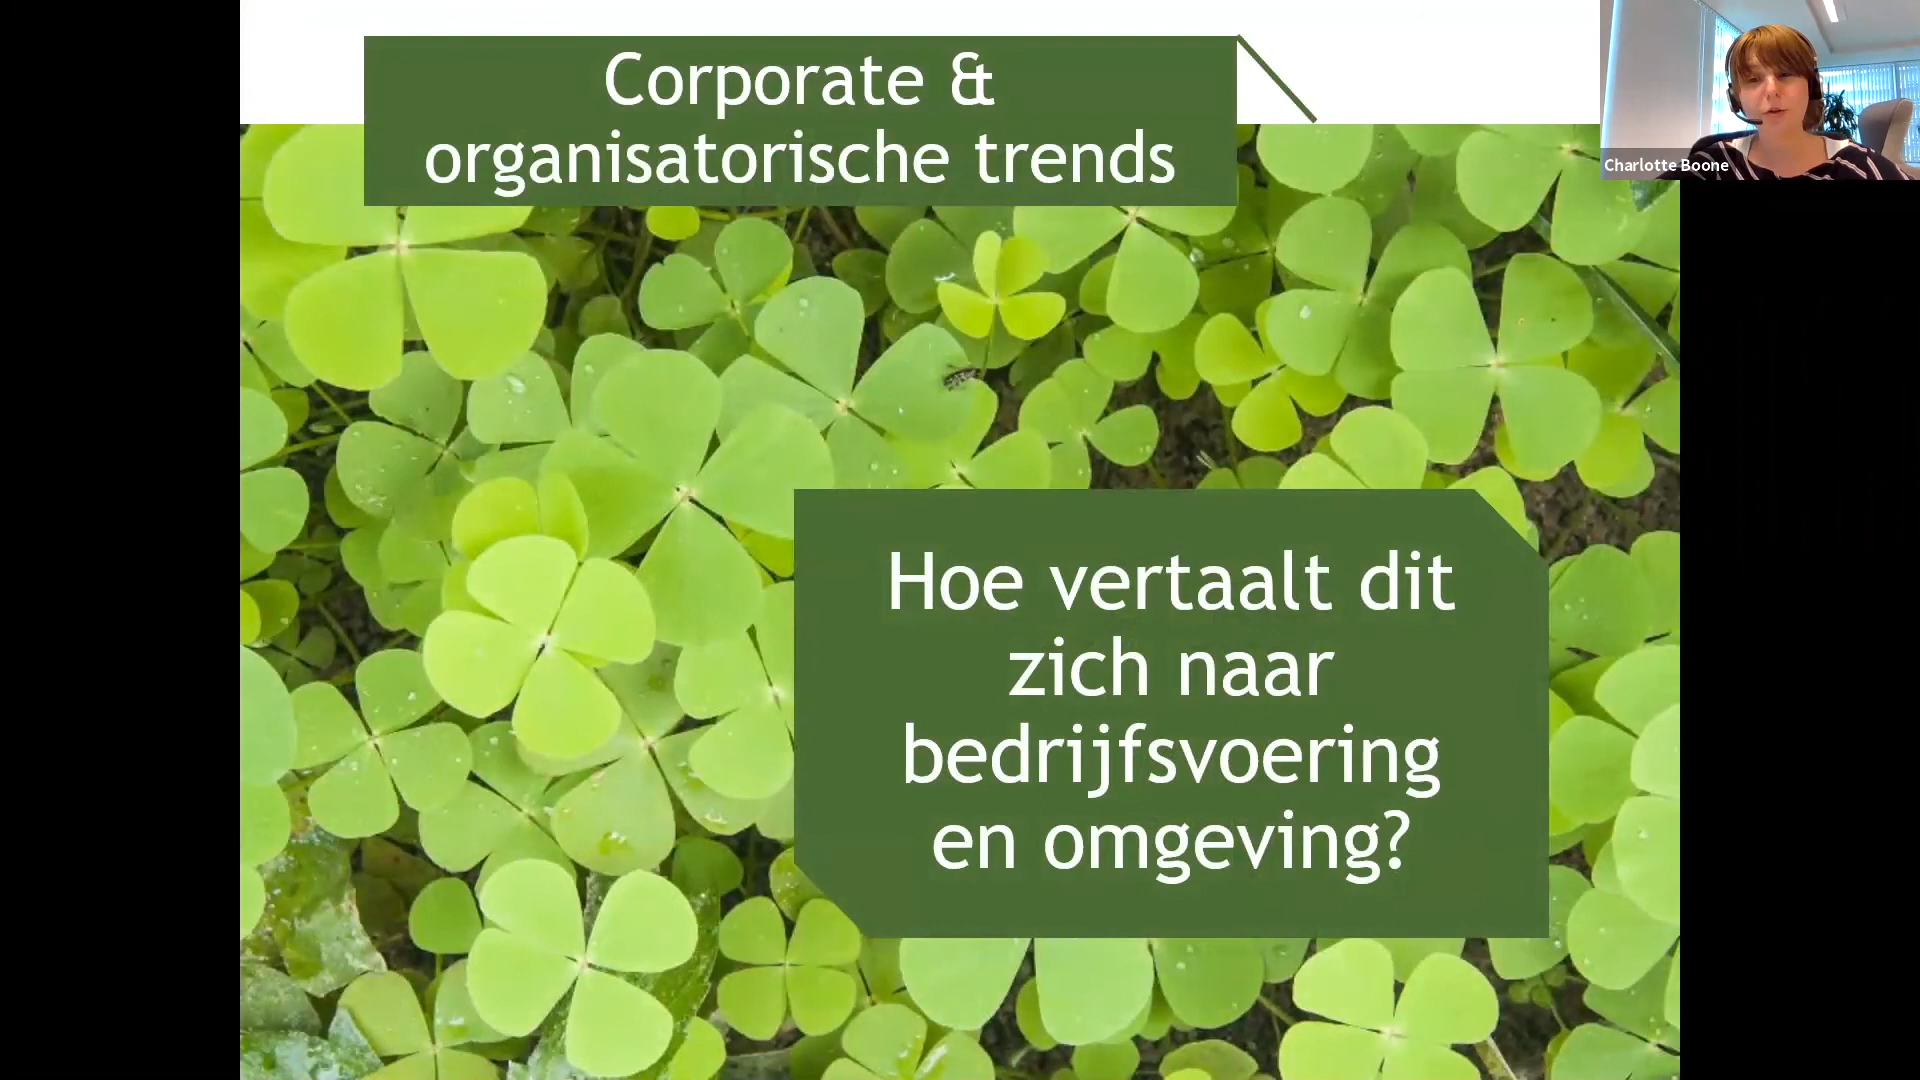 Corporate &
organisatorische trends
Charlotte Boone
Hoe vertaalt dit
zich naar
bedrijfsvoering
en omgeving?